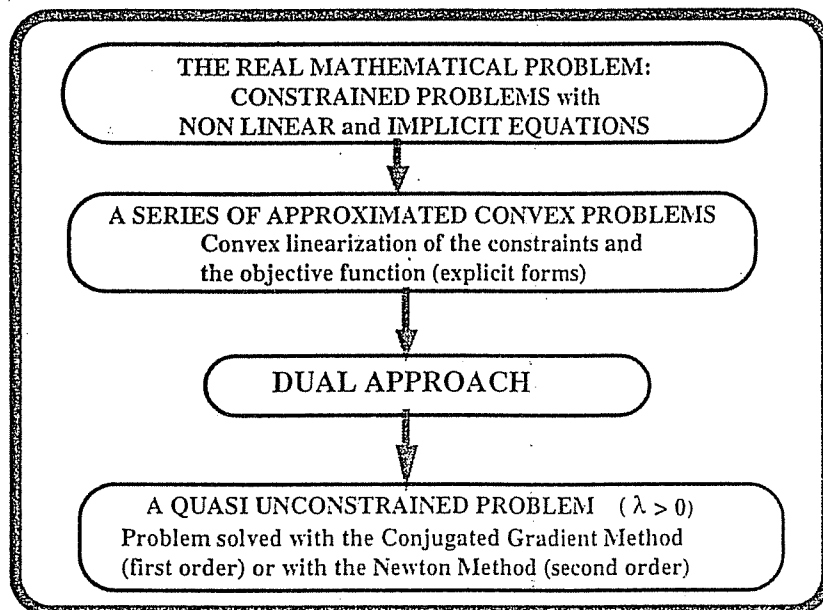 THE REAL MATHEMATICAL PROBLEM:
CONSTRAINED PROBLEMS with
NON LINEAR and IMPLICIT EQUATIONS
A SERIES OF APPROXIMATED CONVEX PROBLEMS
Convex linearization of the constraints and
the objective function (explicit forms)
DUAL APPROACH
A QUASI UNCONSTRAINED PROBLEM ( λ > 0)
Problem solved with the Conjugated Gradient Method
(first order) or with the Newton Method (second order)